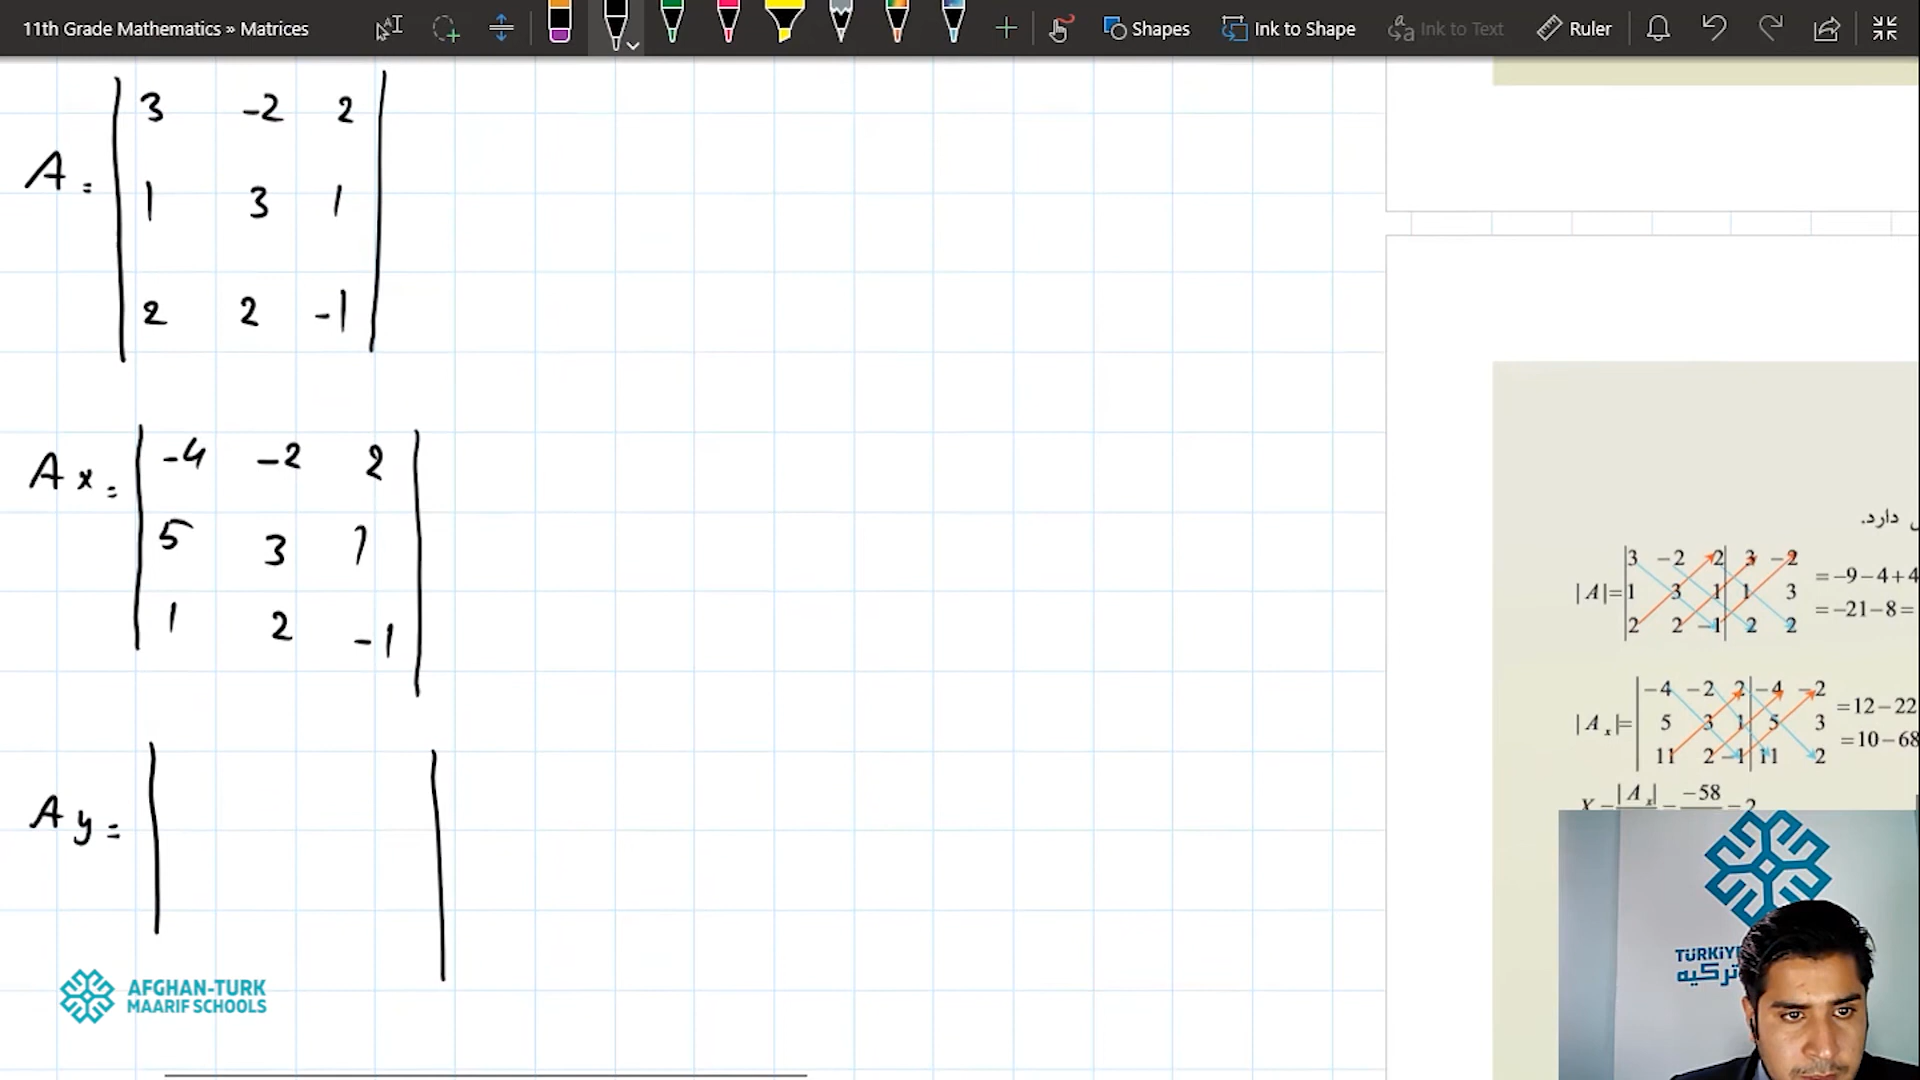 11th Grade Mathematics » Matrices
Shapes
Ink to Shape
Ink to Text
Ruler
3 -2 2
A =
1 3 1
2 2 -1
-4 -2 2
Ax =
5 3 1
1 2 -1
Ay =
AFGHAN-TURK
MAARIF SCHOOLS
دارد.
3 -2 2 3 -2
= -9 - 4 + 4
|A| = 1 3 1 1 3
= -21 - 8 =
2 2 -1 2 2
-4 -2 2 -4 -2
= 12 - 22
|A x| = 5 3 1 5 3
= 10 - 68
11 2 -1 11 2
|A x| -58
TÜRKİY